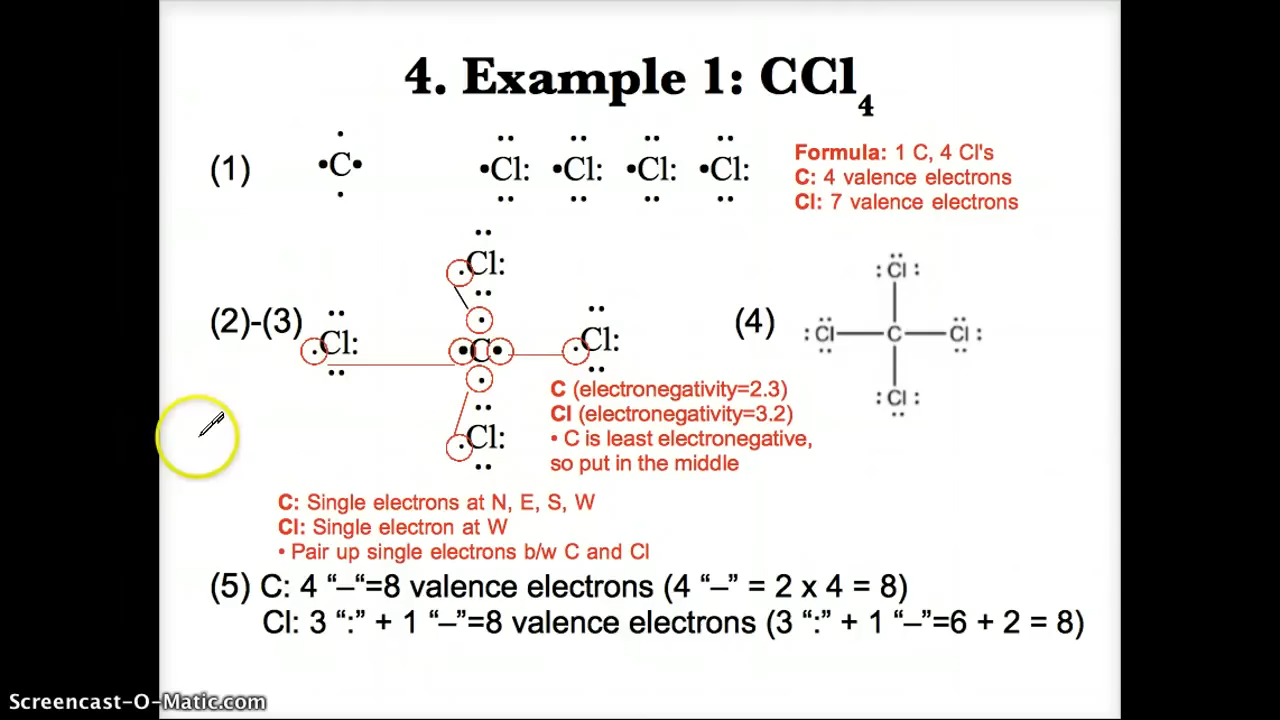 4. Example 1: CCl₄
(1) •C• •Cl: •Cl: •Cl: •Cl:
Formula: 1 C, 4 Cl's
C: 4 valence electrons
Cl: 7 valence electrons
.Cl:
(2)-(3) .Cl: •C• .Cl:
.Cl:
(4)
:Cl:
:Cl—C—Cl:
:Cl:
C (electronegativity=2.3)
Cl (electronegativity=3.2)
• C is least electronegative,
so put in the middle
C: Single electrons at N, E, S, W
Cl: Single electron at W
• Pair up single electrons b/w C and Cl
(5) C: 4 “–“=8 valence electrons (4 “–” = 2 x 4 = 8)
Cl: 3 “:” + 1 “–”=8 valence electrons (3 “:” + 1 “–”=6 + 2 = 8)
Screencast-O-Matic.com